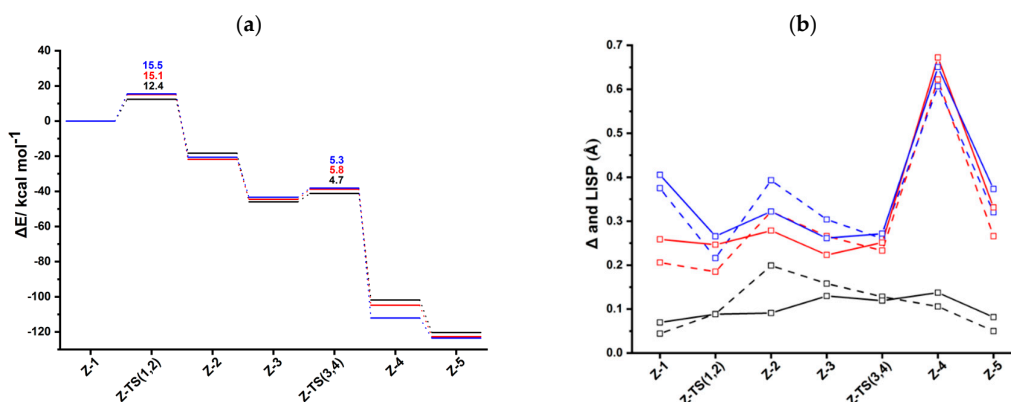 (a)
(b)
ΔE/ kcal mol⁻¹
40
20
0
-20
-40
-60
-80
-100
-120
15.5
15.1
12.4
5.3
5.8
4.7
Z-1
Z-TS(1,2)
Z-2
Z-3
Z-TS(3,4)
Z-4
Z-5
Δ and LISP (Å)
0.7
0.6
0.5
0.4
0.3
0.2
0.1
0.0
Z-1
Z-TS(1,2)
Z-2
Z-3
Z-TS(3,4)
Z-4
Z-5